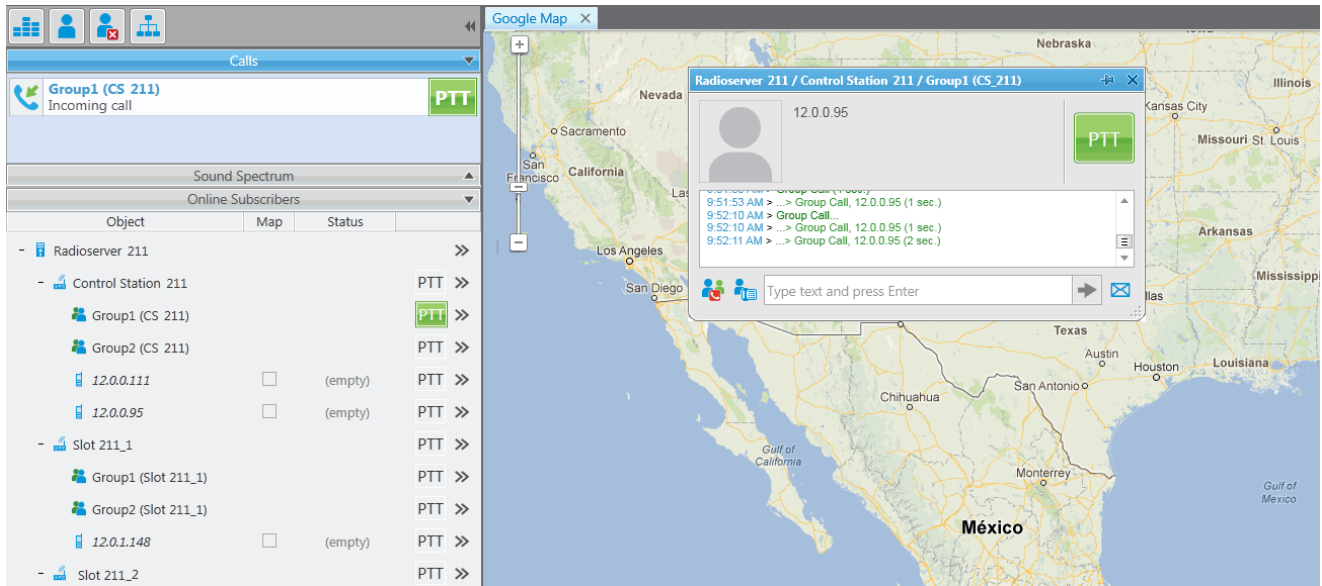 Calls
Group1 (CS 211)
Incoming call
PTT
Sound Spectrum
Online Subscribers
Object Map Status
Radioserver 211
Control Station 211 PTT
Group1 (CS 211) PTT
Group2 (CS 211) PTT
12.0.0.111 (empty) PTT
12.0.0.95 (empty) PTT
Slot 211_1 PTT
Group1 (Slot 211_1) PTT
Group2 (Slot 211_1) PTT
12.0.1.148 (empty) PTT
Slot 211_2 PTT
Google Map
Nebraska
Illinois
Nevada
Kansas City
Sacramento
Missouri St. Louis
San
Francisco
California
Las
Los Angeles
Arkansas
San Diego
Mississippi
llas
Texas
Austin
Houston
Louisiana
San Antonio
Chihuahua
Gulf of
California
Monterrey
Gulf of
Mexico
México
Radioserver 211 / Control Station 211 / Group1 (CS_211)
12.0.0.95
PTT
9:51:53 AM > ...> Group Call, 12.0.0.95 (1 sec.)
9:52:10 AM > Group Call...
9:52:10 AM > ...> Group Call, 12.0.0.95 (1 sec.)
9:52:11 AM > ...> Group Call, 12.0.0.95 (2 sec.)
Type text and press Enter